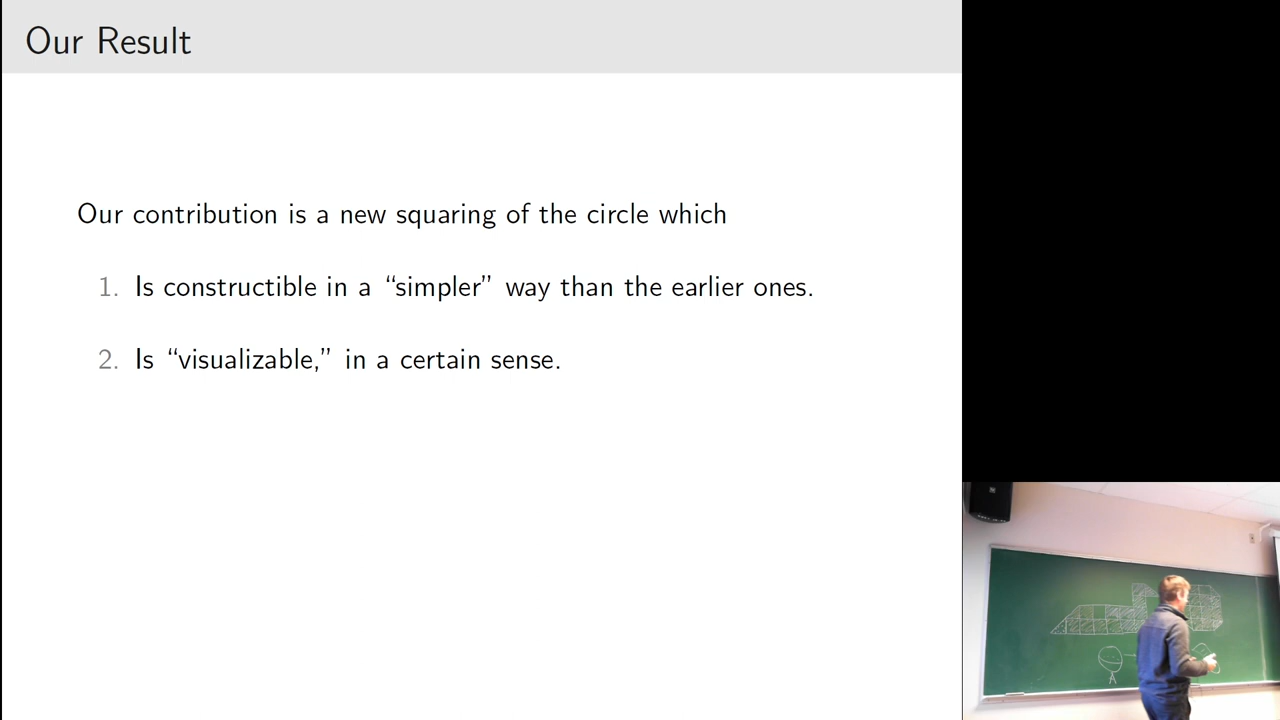 Our Result
Our contribution is a new squaring of the circle which
1. Is constructible in a “simpler” way than the earlier ones.
2. Is “visualizable,” in a certain sense.
A